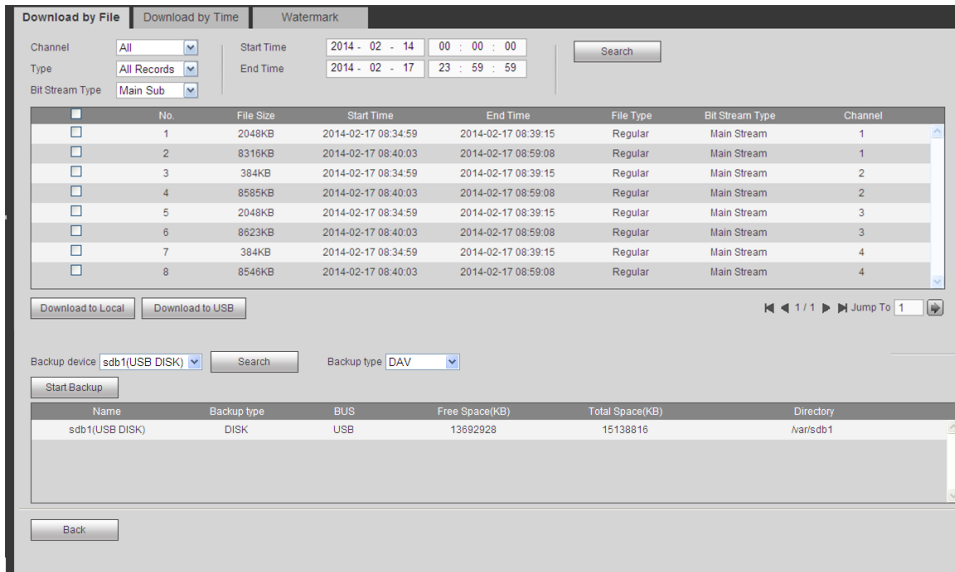 Download by File Download by Time Watermark
Channel All Start Time 2014 - 02 - 14 00 : 00 : 00 Search
Type All Records End Time 2014 - 02 - 17 23 : 59 : 59
Bit Stream Type Main Sub
No. File Size Start Time End Time File Type Bit Stream Type Channel
1 2048KB 2014-02-17 08:34:59 2014-02-17 08:39:15 Regular Main Stream 1
2 8316KB 2014-02-17 08:40:03 2014-02-17 08:59:08 Regular Main Stream 1
3 384KB 2014-02-17 08:34:59 2014-02-17 08:39:15 Regular Main Stream 2
4 8585KB 2014-02-17 08:40:03 2014-02-17 08:59:08 Regular Main Stream 2
5 2048KB 2014-02-17 08:34:59 2014-02-17 08:39:15 Regular Main Stream 3
6 8623KB 2014-02-17 08:40:03 2014-02-17 08:59:08 Regular Main Stream 3
7 384KB 2014-02-17 08:34:59 2014-02-17 08:39:15 Regular Main Stream 4
8 8546KB 2014-02-17 08:40:03 2014-02-17 08:59:08 Regular Main Stream 4
Download to Local Download to USB 1 / 1 Jump To 1
Backup device sdb1(USB DISK) Search Backup type DAV
Start Backup
Name Backup type BUS Free Space(KB) Total Space(KB) Directory
sdb1(USB DISK) DISK USB 13692928 15138816 /var/sdb1
Back